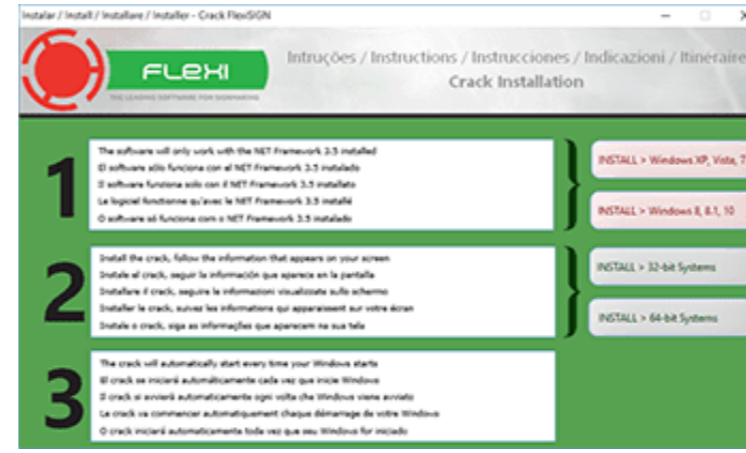 Instalar / Install / Installare / Installer - Crack FlexiSIGN
Intruções / Instructions / Instrucciones / Indicazioni / Itinéraire
Crack Installation
FLEXI
THE LEADING SOFTWARE FOR SIGNMAKING
1
The software will only work with the NET Framework 3.5 installed
El software sólo funciona con el NET Framework 3.5 instalado
Il software funziona solo con il NET Framework 3.5 installato
Le logiciel fonctionne qu'avec le NET Framework 3.5 installé
O software só funciona com o NET Framework 3.5 instalado
INSTALL > Windows XP, Vista, 7
INSTALL > Windows 8, 8.1, 10
2
Install the crack, follow the information that appears on your screen
Instale el crack, seguir la información que aparece en la pantalla
Installare il crack, seguire le informazioni visualizzate sullo schermo
Installer le crack, suivez les informations qui apparaissent sur votre écran
Instale o crack, siga as informações que aparecem na sua tela
INSTALL > 32-bit Systems
INSTALL > 64-bit Systems
3
The crack will automatically start every time your Windows starts
El crack se iniciará automáticamente cada vez que inicie Windows
Il crack si avvierà automaticamente ogni volta che Windows viene avviato
Le crack va commencer automatiquement chaque démarrage de votre Windows
O crack iniciará automaticamente toda vez que seu Windows for iniciado